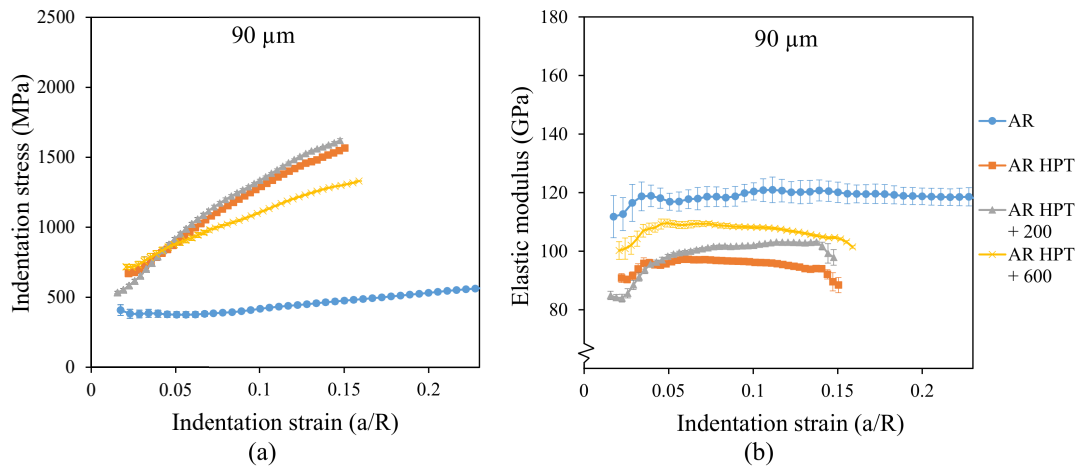 90 µm
Indentation stress (MPa)
2500
2000
1500
1000
500
0
0
0.05
0.1
0.15
0.2
Indentation strain (a/R)
(a)
90 µm
Elastic modulus (GPa)
180
160
140
120
100
80
0
0.05
0.1
0.15
0.2
Indentation strain (a/R)
(b)
AR
AR HPT
AR HPT
+ 200
AR HPT
+ 600